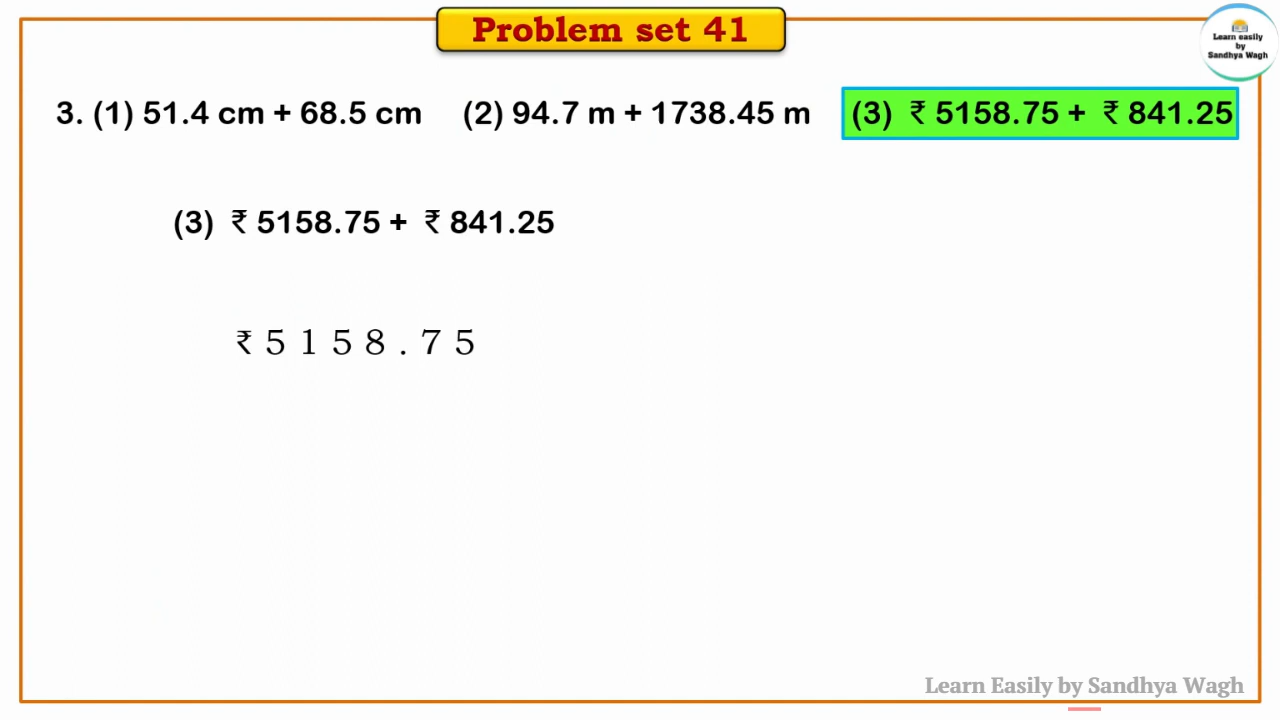 Problem set 41
Learn easily
by
Sandhya Wagh
3. (1) 51.4 cm + 68.5 cm (2) 94.7 m + 1738.45 m (3) ₹ 5158.75 + ₹ 841.25
(3) ₹ 5158.75 + ₹ 841.25
₹ 5 1 5 8 . 7 5
Learn Easily by Sandhya Wagh